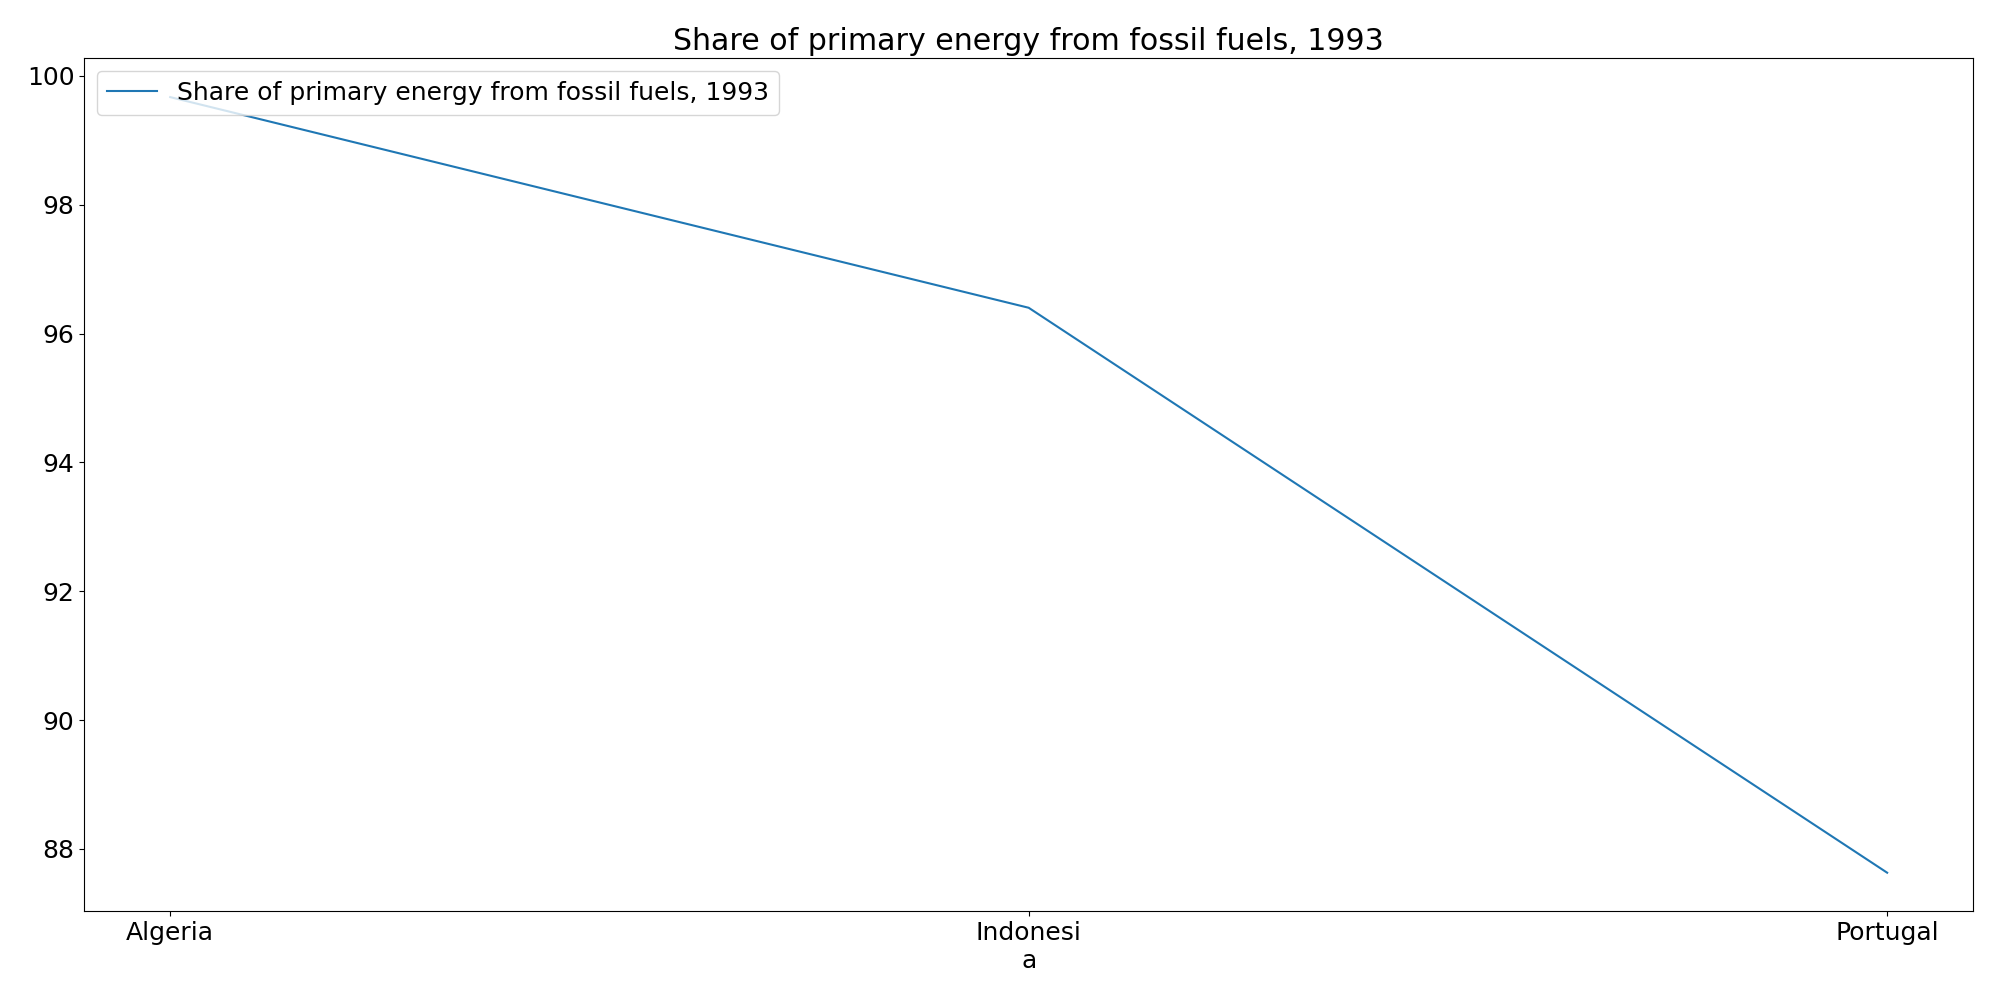 Share of primary energy from fossil fuels, 1993
100
Share of primary energy from fossil fuels, 1993
98
96
94
92
90
88
Algeria
Indonesi
a
Portugal